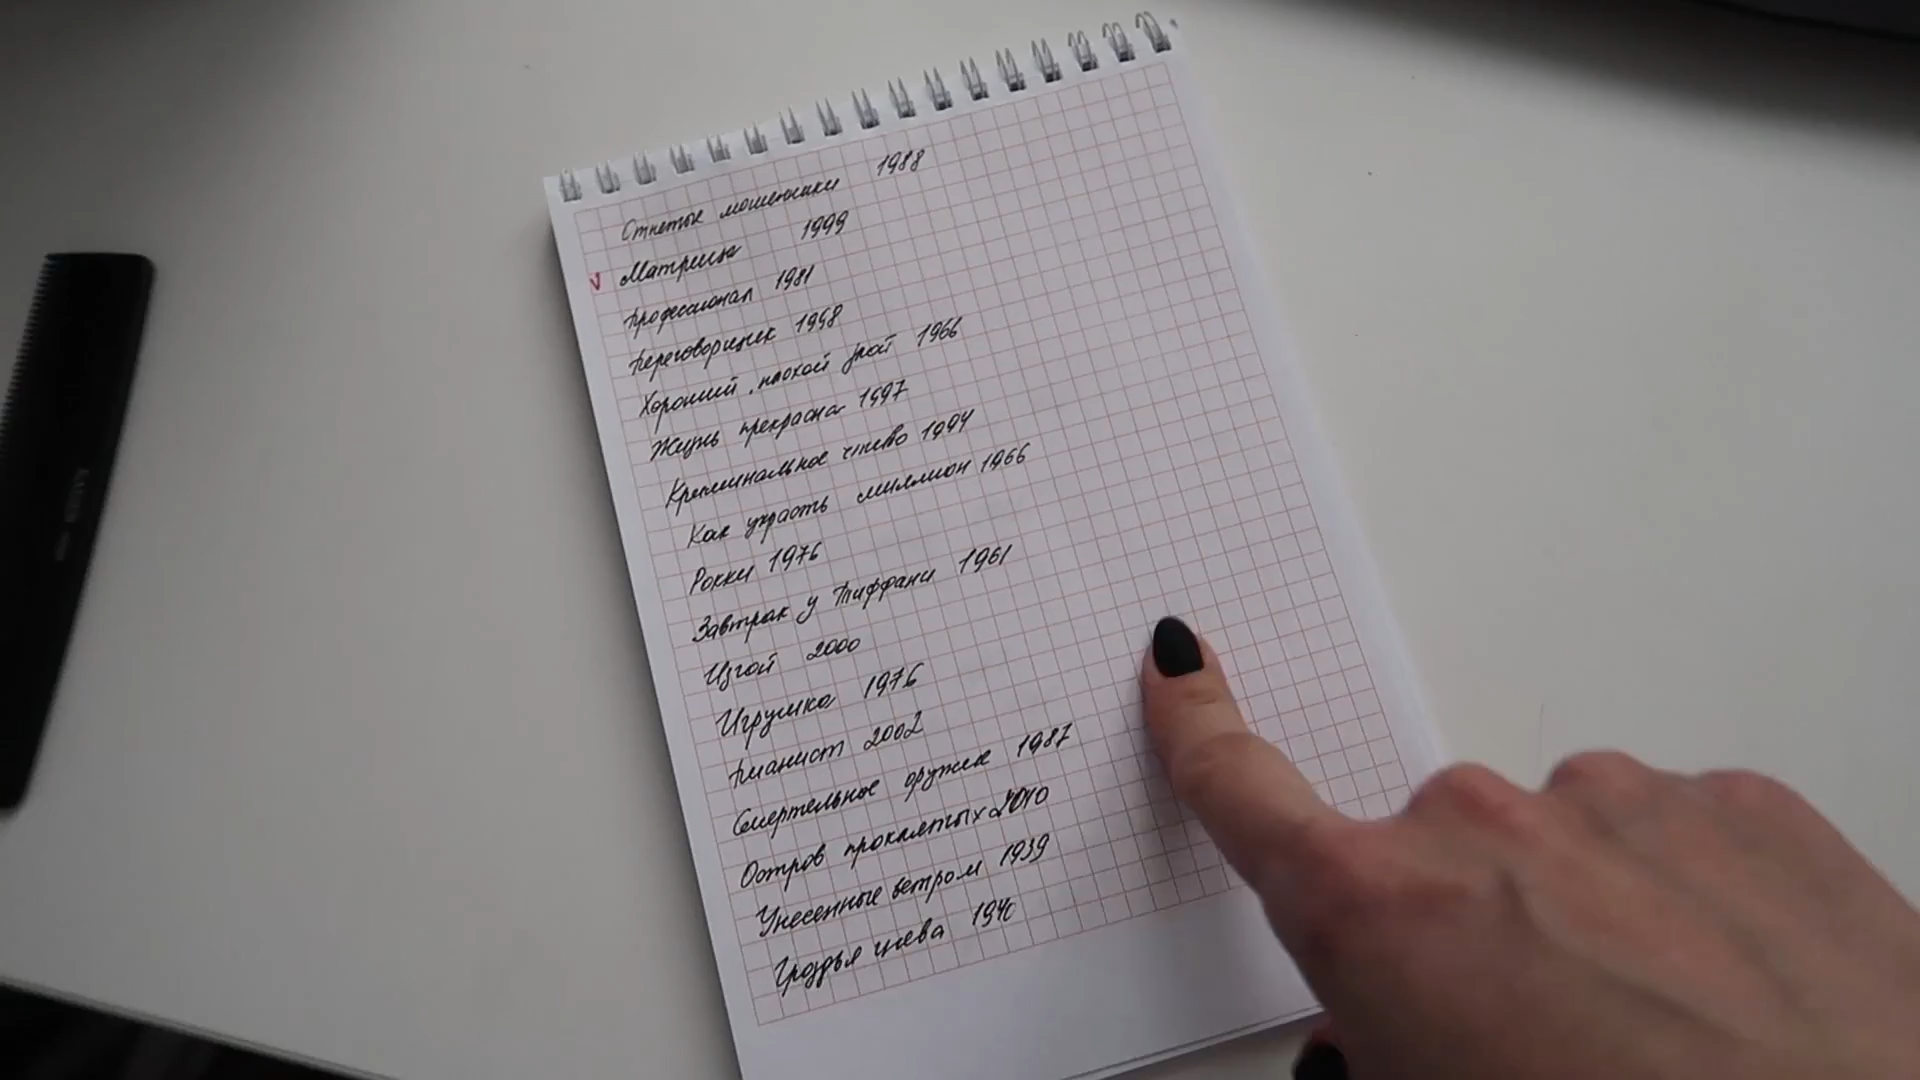 Отпетые мошенники 1988
V Матрица 1999
Профессионал 1981
Переговорщик 1998
Хороший, плохой, злой 1966
Жизнь прекрасна 1997
Криминальное чтиво 1994
Как украсть миллион 1966
Рокки 1976
Завтрак у Тиффани 1961
Изгой 2000
Игрушка 1976
Пианист 2002
Смертельное оружие 1987
Остров проклятых 2010
Унесенные ветром 1939
Гроздья гнева 1940